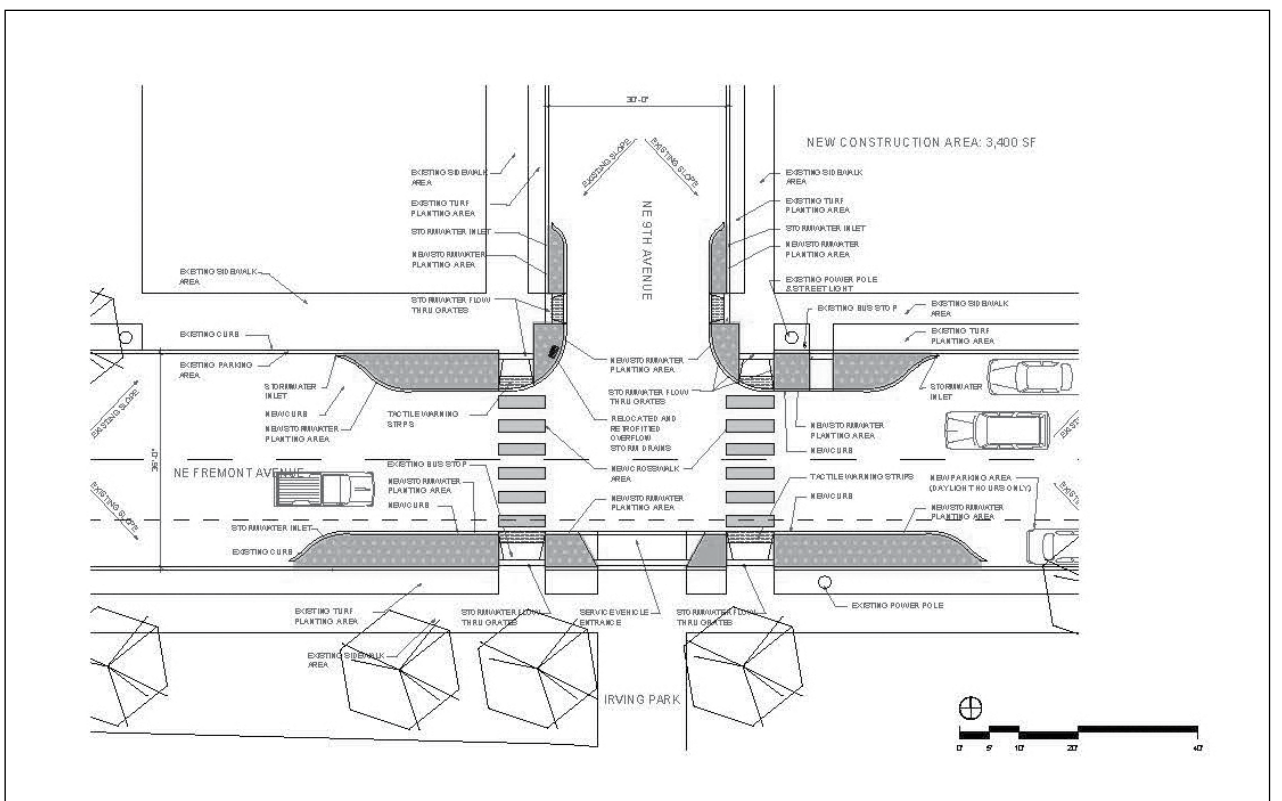 30'-0"
NEW CONSTRUCTION AREA: 3,400 SF
EXISTING SLOPE
EXISTING SLOPE
NE 9TH AVENUE
EXISTING SIDEWALK
AREA
EXISTING TURF
PLANTING AREA
STORMWATER INLET
NEW STORMWATER
PLANTING AREA
EXISTING SIDEWALK
AREA
STORMWATER FLOW
THRU GRATES
EXISTING CURB
EXISTING PARKING
AREA
STORMWATER
INLET
NEW CURB
NEW STORMWATER
PLANTING AREA
TACTILE WARNING
STRIPS
EXISTING SIDEWALK
AREA
EXISTING TURF
PLANTING AREA
STORMWATER INLET
NEW STORMWATER
PLANTING AREA
EXISTING POWER POLE
& STREET LIGHT
EXISTING BUS STOP
EXISTING SIDEWALK
AREA
EXISTING TURF
PLANTING AREA
NEW STORMWATER
PLANTING AREA
STORMWATER FLOW
THRU GRATES
STORMWATER
INLET
RELOCATED AND
RETROFITTED
OVERFLOW
STORM DRAINS
NEW STORMWATER
PLANTING AREA
NEW CURB
EXISTING SLOPE
36'-0"
NE FREMONT AVENUE
EXISTING SLOPE
EXISTING BUS STOP
NEW STORMWATER
PLANTING AREA
NEW CURB
STORMWATER INLET
EXISTING CURB
NEW CROSSWALK
AREA
NEW STORMWATER
PLANTING AREA
TACTILE WARNING STRIPS
NEW CURB
NEW PARKING AREA
(DAYLIGHT HOURS ONLY)
NEW STORMWATER
PLANTING AREA
EXISTING TURF
PLANTING AREA
EXISTING SIDEWALK
AREA
STORMWATER FLOW
THRU GRATES
SERVICE VEHICLE
ENTRANCE
STORMWATER FLOW
THRU GRATES
EXISTING POWER POLE
IRVING PARK
0' 5' 10' 20' 40'